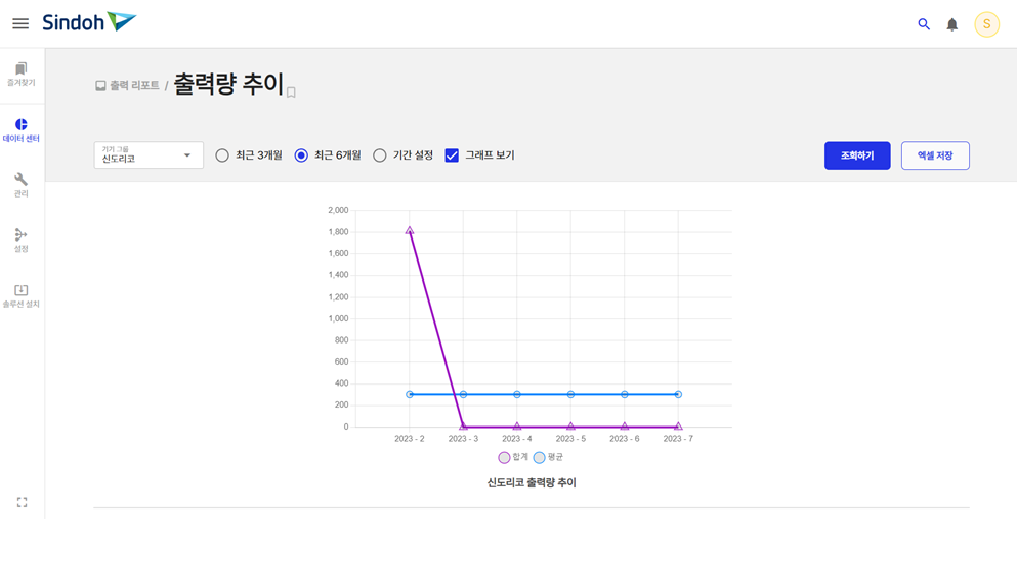 Sindoh
S
즐겨찾기
데이터 센터
관리
설정
솔루션 설치
출력 리포트 / 출력량 추이
기기 그룹
신도리코
최근 3개월
최근 6개월
기간 설정
그래프 보기
조회하기
엑셀 저장
2,000
1,800
1,600
1,400
1,200
1,000
800
600
400
200
0
2023 - 2
2023 - 3
2023 - 4
2023 - 5
2023 - 6
2023 - 7
합계 평균
신도리코 출력량 추이